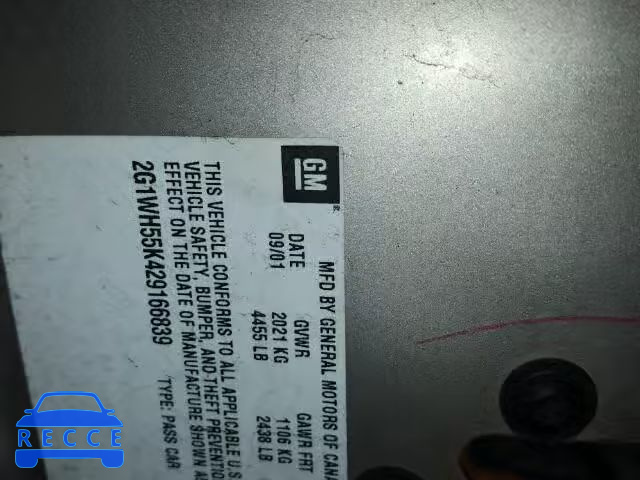 GM
®
MFD BY GENERAL MOTORS OF CANA
DATE GVWR GAWR FRT
09/01 2021 KG 1106 KG
4455 LB 2438 LB
THIS VEHICLE CONFORMS TO ALL APPLICABLE U.S
VEHICLE SAFETY, BUMPER, AND THEFT PREVENTION
EFFECT ON THE DATE OF MANUFACTURE SHOWN A
2G1WH55K429166839
TYPE: PASS CAR
RECCE